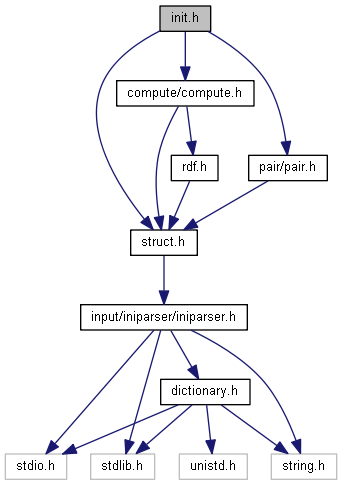 init.h
compute/compute.h
rdf.h
pair/pair.h
struct.h
input/iniparser/iniparser.h
dictionary.h
stdio.h
stdlib.h
unistd.h
string.h